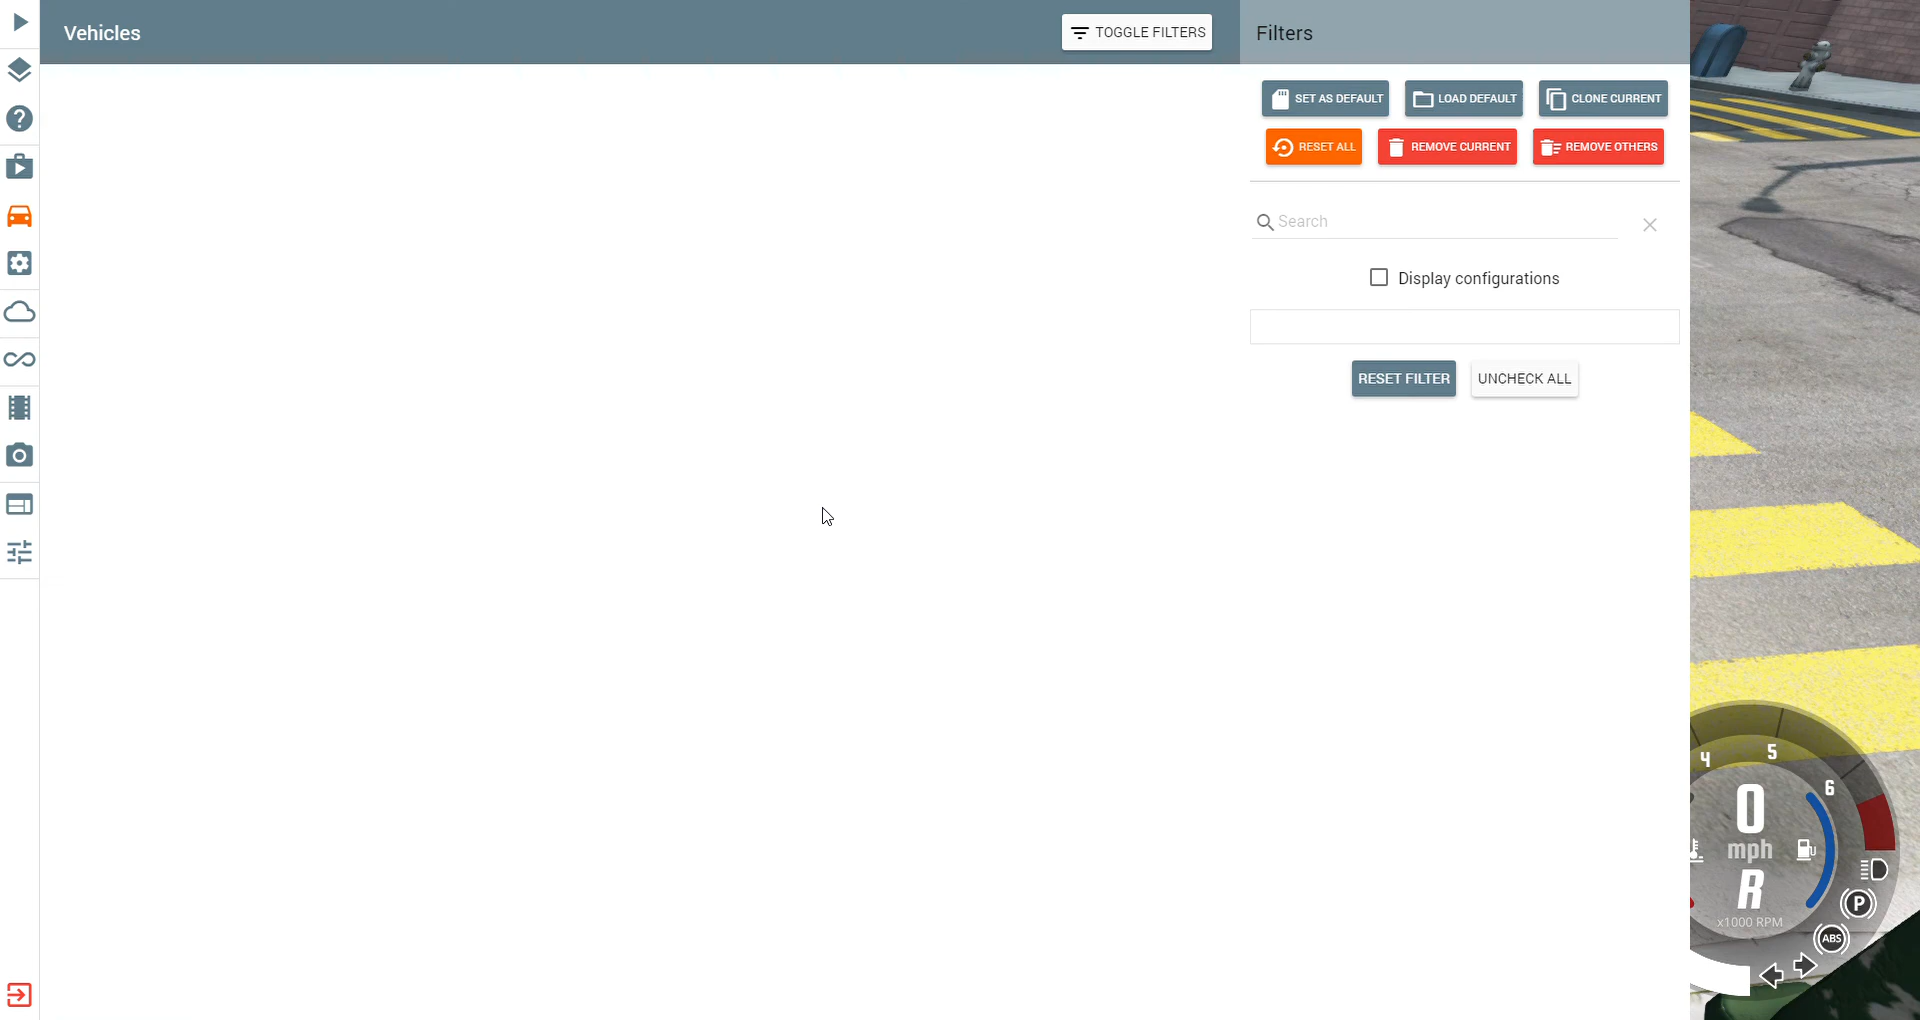 Vehicles
TOGGLE FILTERS
Filters
SET AS DEFAULT
LOAD DEFAULT
CLONE CURRENT
RESET ALL
REMOVE CURRENT
REMOVE OTHERS
Search
Display configurations
RESET FILTER
UNCHECK ALL
4
5
6
0
mph
R
x1000 RPM
P
ABS